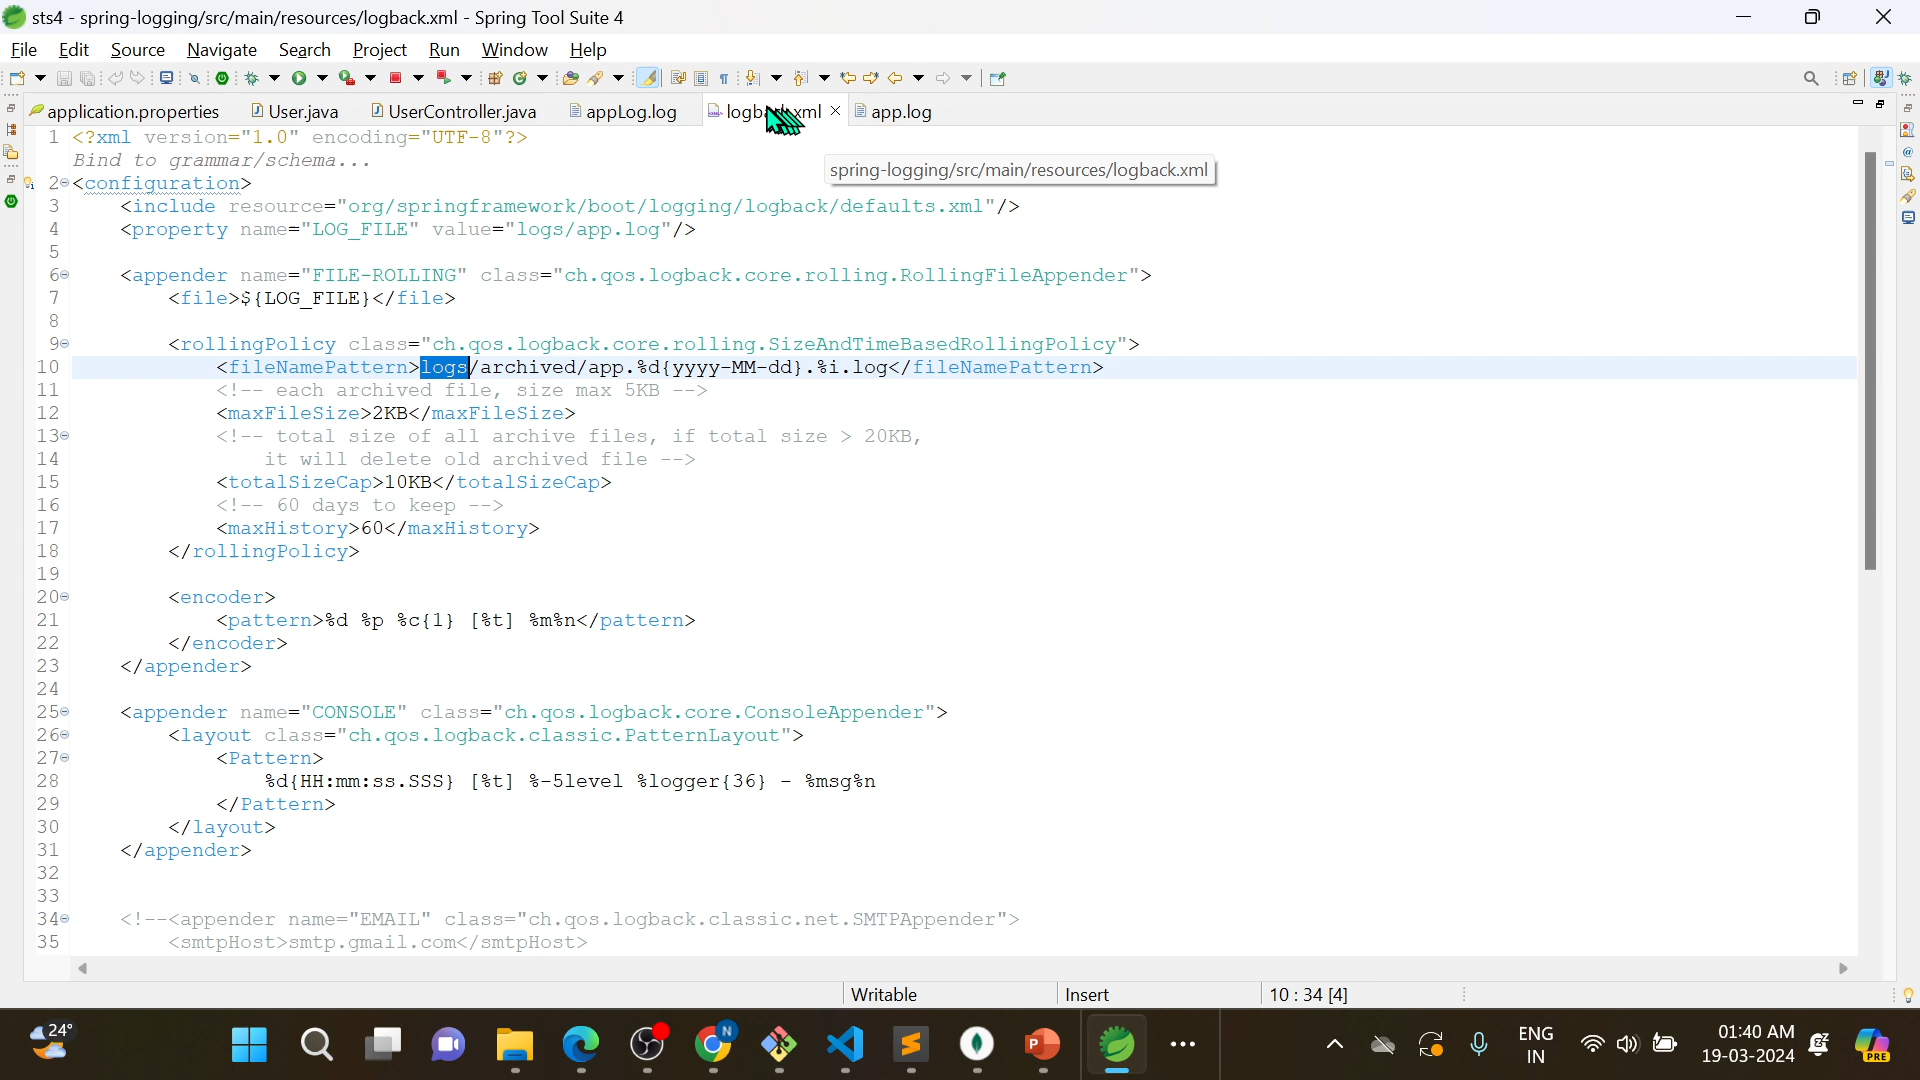 sts4 - spring-logging/src/main/resources/logback.xml - Spring Tool Suite 4
File Edit Source Navigate Search Project Run Window Help
application.properties User.java UserController.java appLog.log logb xml app.log
spring-logging/src/main/resources/logback.xml
1 <?xml version="1.0" encoding="UTF-8"?>
Bind to grammar/schema...
2 <configuration>
3 <include resource="org/springframework/boot/logging/logback/defaults.xml"/>
4 <property name="LOG_FILE" value="logs/app.log"/>
5
6 <appender name="FILE-ROLLING" class="ch.qos.logback.core.rolling.RollingFileAppender">
7 <file>${LOG_FILE}</file>
8
9 <rollingPolicy class="ch.qos.logback.core.rolling.SizeAndTimeBasedRollingPolicy">
10 <fileNamePattern>logs/archived/app.%d{yyyy-MM-dd}.%i.log</fileNamePattern>
11 <!-- each archived file, size max 5KB -->
12 <maxFileSize>2KB</maxFileSize>
13 <!-- total size of all archive files, if total size > 20KB,
14 it will delete old archived file -->
15 <totalSizeCap>10KB</totalSizeCap>
16 <!-- 60 days to keep -->
17 <maxHistory>60</maxHistory>
18 </rollingPolicy>
19
20 <encoder>
21 <pattern>%d %p %c{1} [%t] %m%n</pattern>
22 </encoder>
23 </appender>
24
25 <appender name="CONSOLE" class="ch.qos.logback.core.ConsoleAppender">
26 <layout class="ch.qos.logback.classic.PatternLayout">
27 <Pattern>
28 %d{HH:mm:ss.SSS} [%t] %-5level %logger{36} - %msg%n
29 </Pattern>
30 </layout>
31 </appender>
32
33
34 <!--<appender name="EMAIL" class="ch.qos.logback.classic.net.SMTPAppender">
35 <smtpHost>smtp.gmail.com</smtpHost>
Writable Insert 10 : 34 [4]
24°
N
ENG
IN
01:40 AM
19-03-2024
PRE